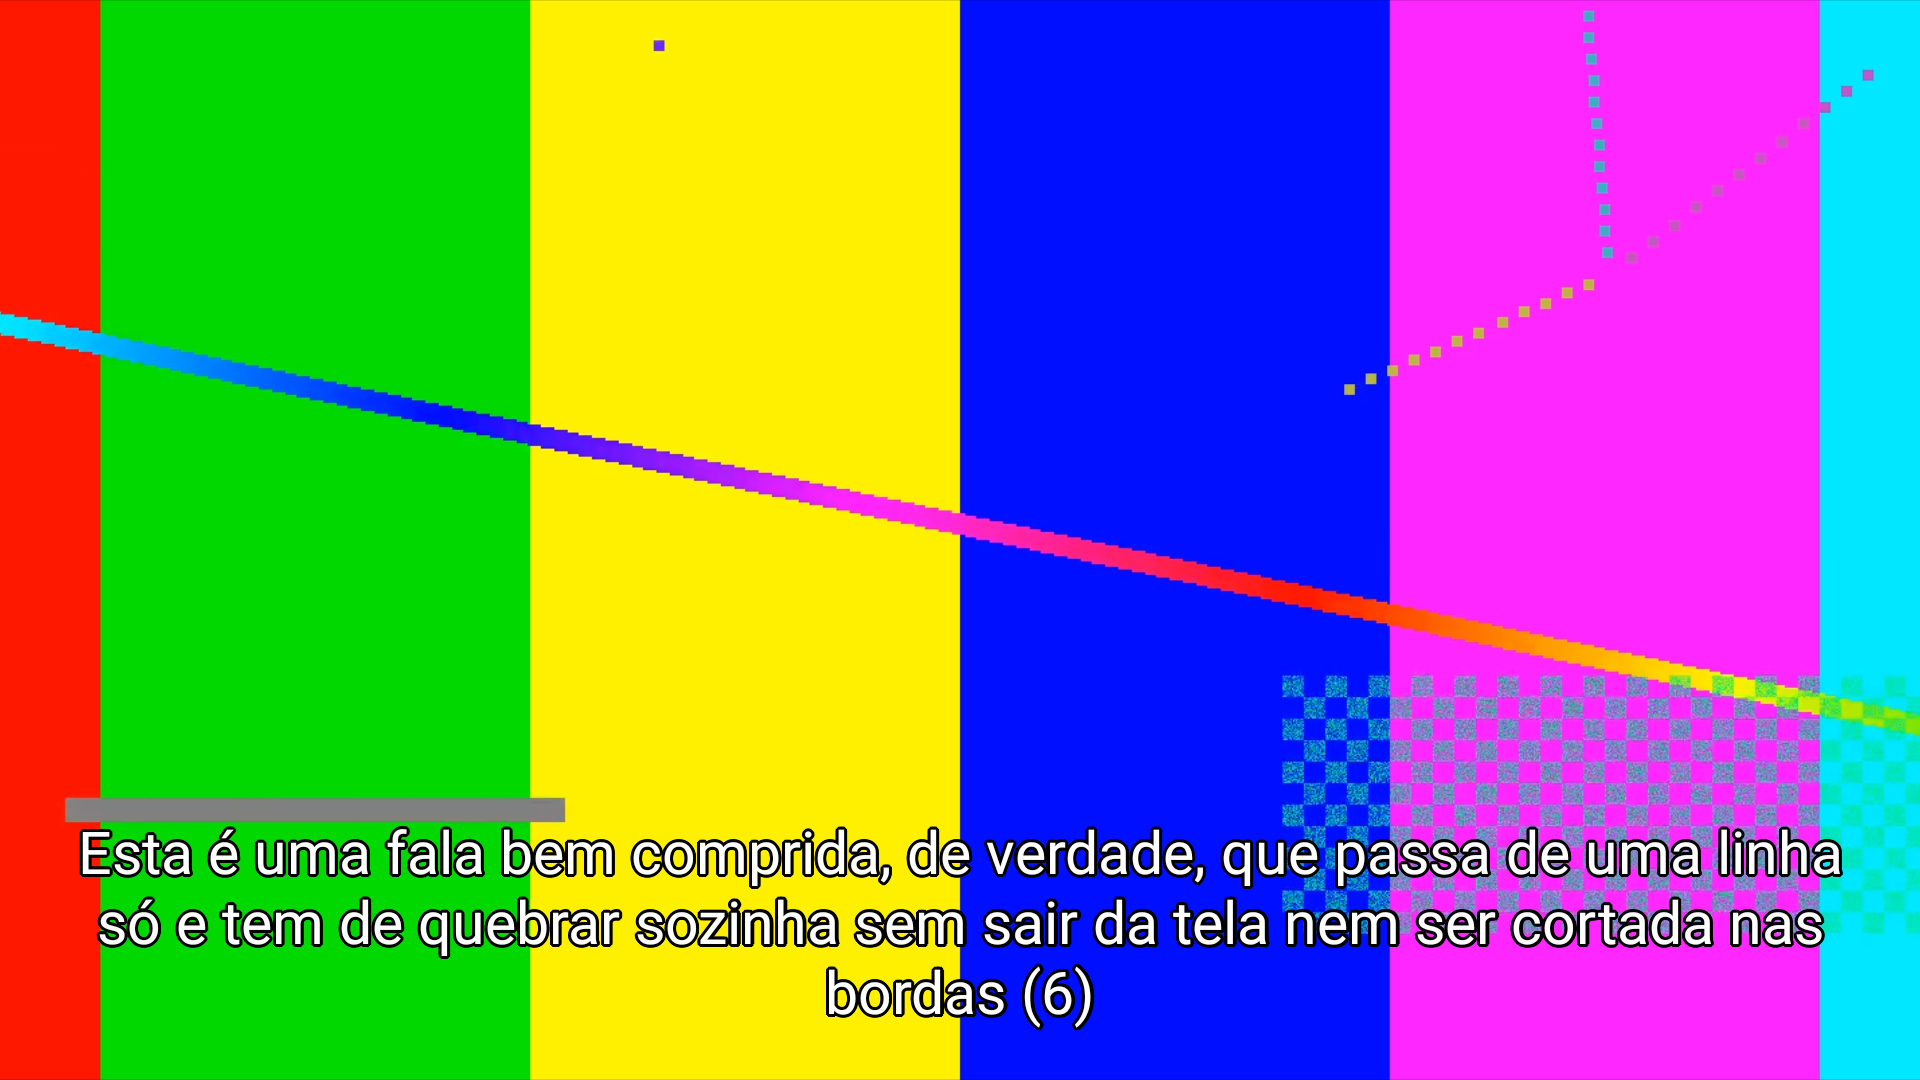 Esta é uma fala bem comprida, de verdade, que passa de uma linha
só e tem de quebrar sozinha sem sair da tela nem ser cortada nas
bordas (6)